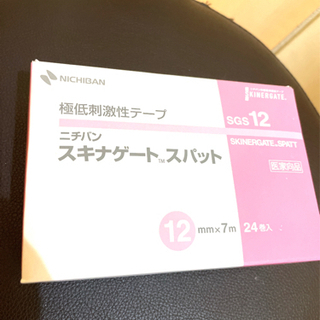 NICHIBAN
SKINERGATE™
極低刺激性テープ
SGS 12
ニチバン
SKINERGATE™ SPATT
スキナゲート™スパット
医家向品
12 mm×7m 24巻入